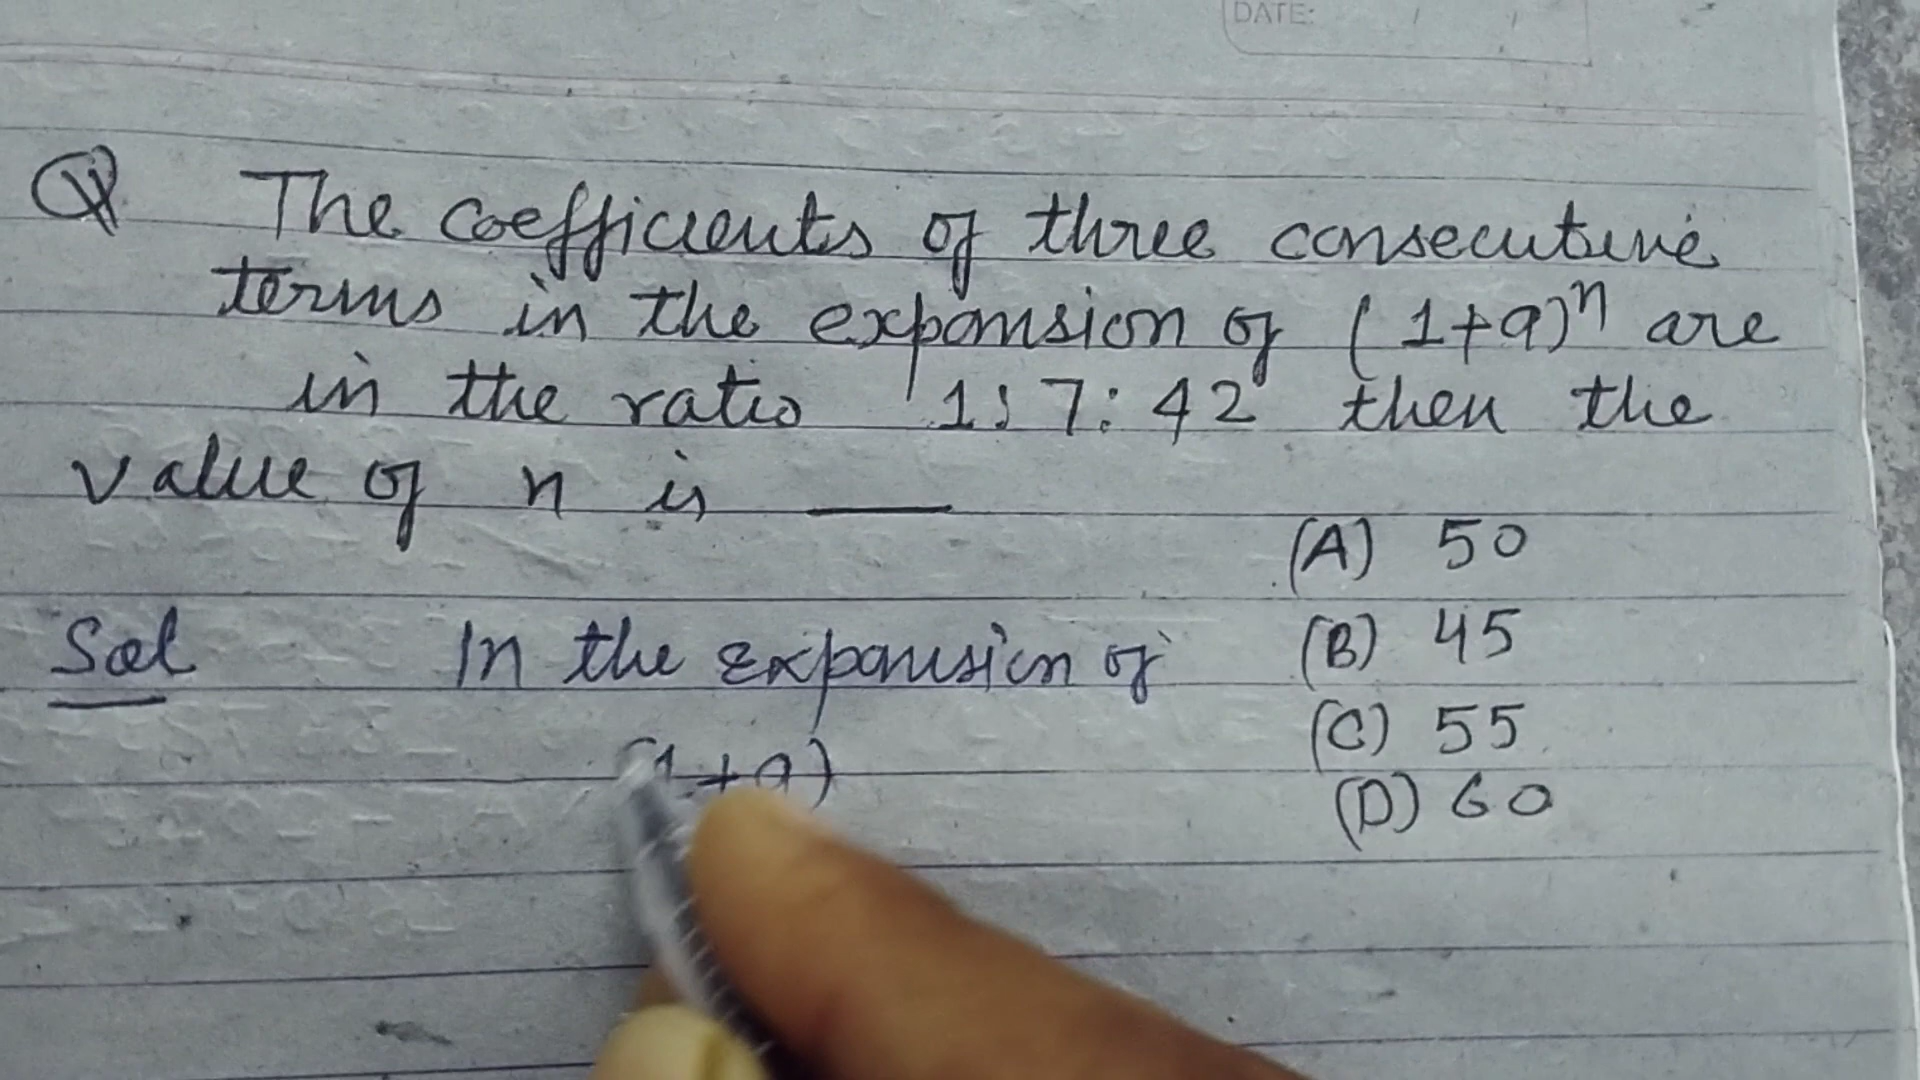 DATE:
Q The coefficients of three consecutive
terms in the expansion of (1+a)ⁿ are
in the ratio 1:7:42 then the
value of n is ___
(A) 50
Sol In the expansion of
(B) 45
(1+a)
(C) 55
(D) 60